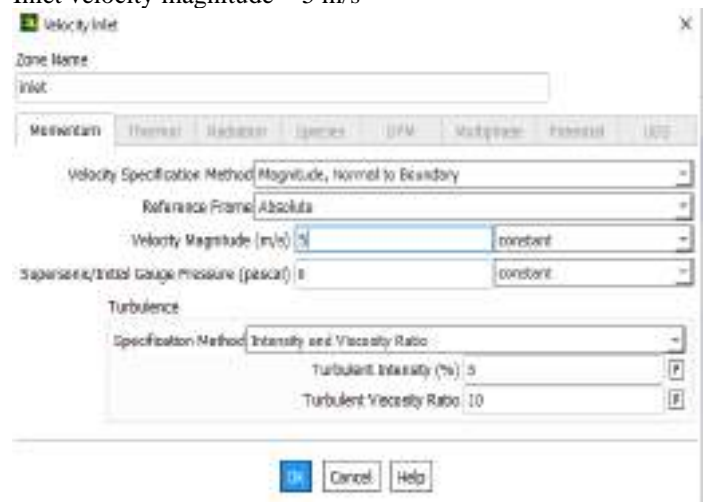 Inlet velocity magnitude = 5 m/s
Velocity Inlet
Zone Name
inlet
Momentum Thermal Radiation Species DPM Multiphase Potential UDS
Velocity Specification Method Magnitude, Normal to Boundary
Reference Frame Absolute
Velocity Magnitude (m/s) 5 constant
Supersonic/Initial Gauge Pressure (pascal) 0 constant
Turbulence
Specification Method Intensity and Viscosity Ratio
Turbulent Intensity (%) 5 P
Turbulent Viscosity Ratio 10 P
OK Cancel Help